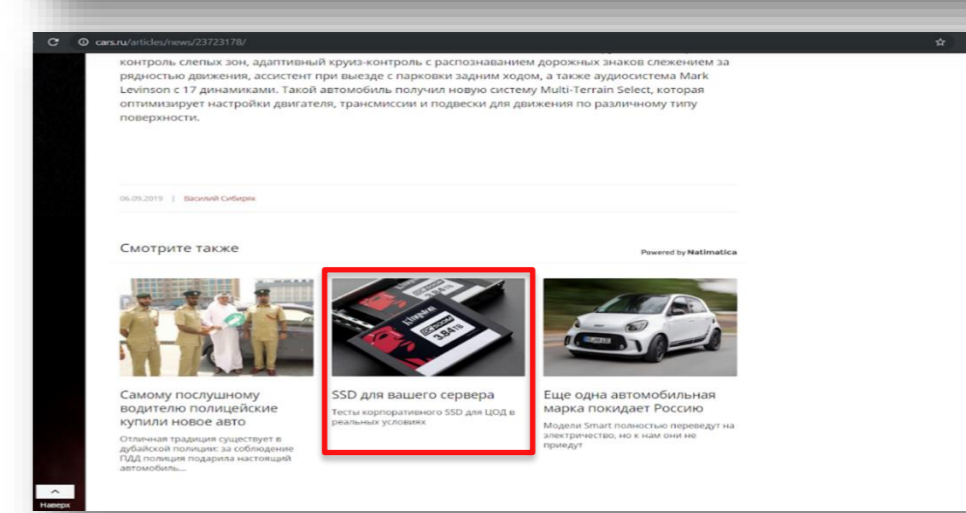 cars.ru/articles/news/23723178/
контроль слепых зон, адаптивный круиз-контроль с распознаванием дорожных знаков слежением за
рядностью движения, ассистент при выезде с парковки задним ходом, а также аудиосистема Mark
Levinson с 17 динамиками. Такой автомобиль получил новую систему Multi-Terrain Select, которая
оптимизирует настройки двигателя, трансмиссии и подвески для движения по различному типу
поверхности.
06.09.2019 | Василий Сибиряк
Смотрите также
Powered by Natimatica
Kingston
3.84TB
Самому послушному
водителю полицейские
купили новое авто
Отличная традиция существует в
дубайской полиции: за соблюдение
ПДД полиция подарила настоящий
автомобиль...
SSD для вашего сервера
Тесты корпоративного SSD для ЦОД в
реальных условиях
Еще одна автомобильная
марка покидает Россию
Модели Smart полностью переведут на
электричество, но к нам они не
приедут
Наверх